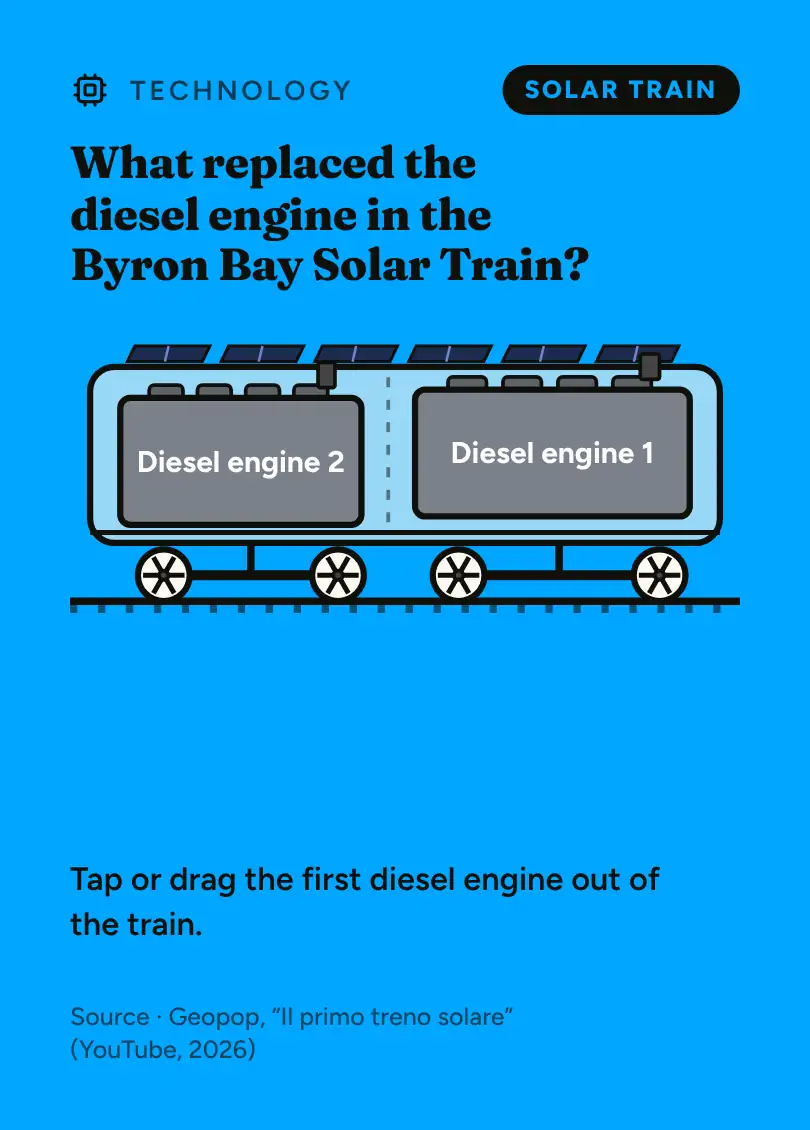 TECHNOLOGY
SOLAR TRAIN
What replaced the
diesel engine in the
Byron Bay Solar Train?
Diesel engine 2
Diesel engine 1
Tap or drag the first diesel engine out of
the train.
Source · Geopop, “Il primo treno solare”
(YouTube, 2026)